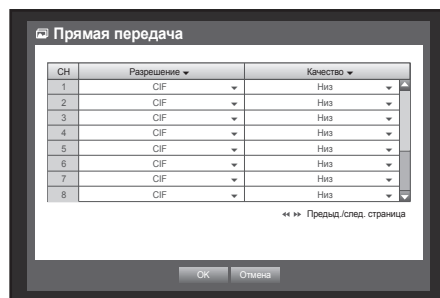 Прямая передача
CH Разрешение Качество
1 CIF Низ
2 CIF Низ
3 CIF Низ
4 CIF Низ
5 CIF Низ
6 CIF Низ
7 CIF Низ
8 CIF Низ
Предыд./след. страница
OK Отмена